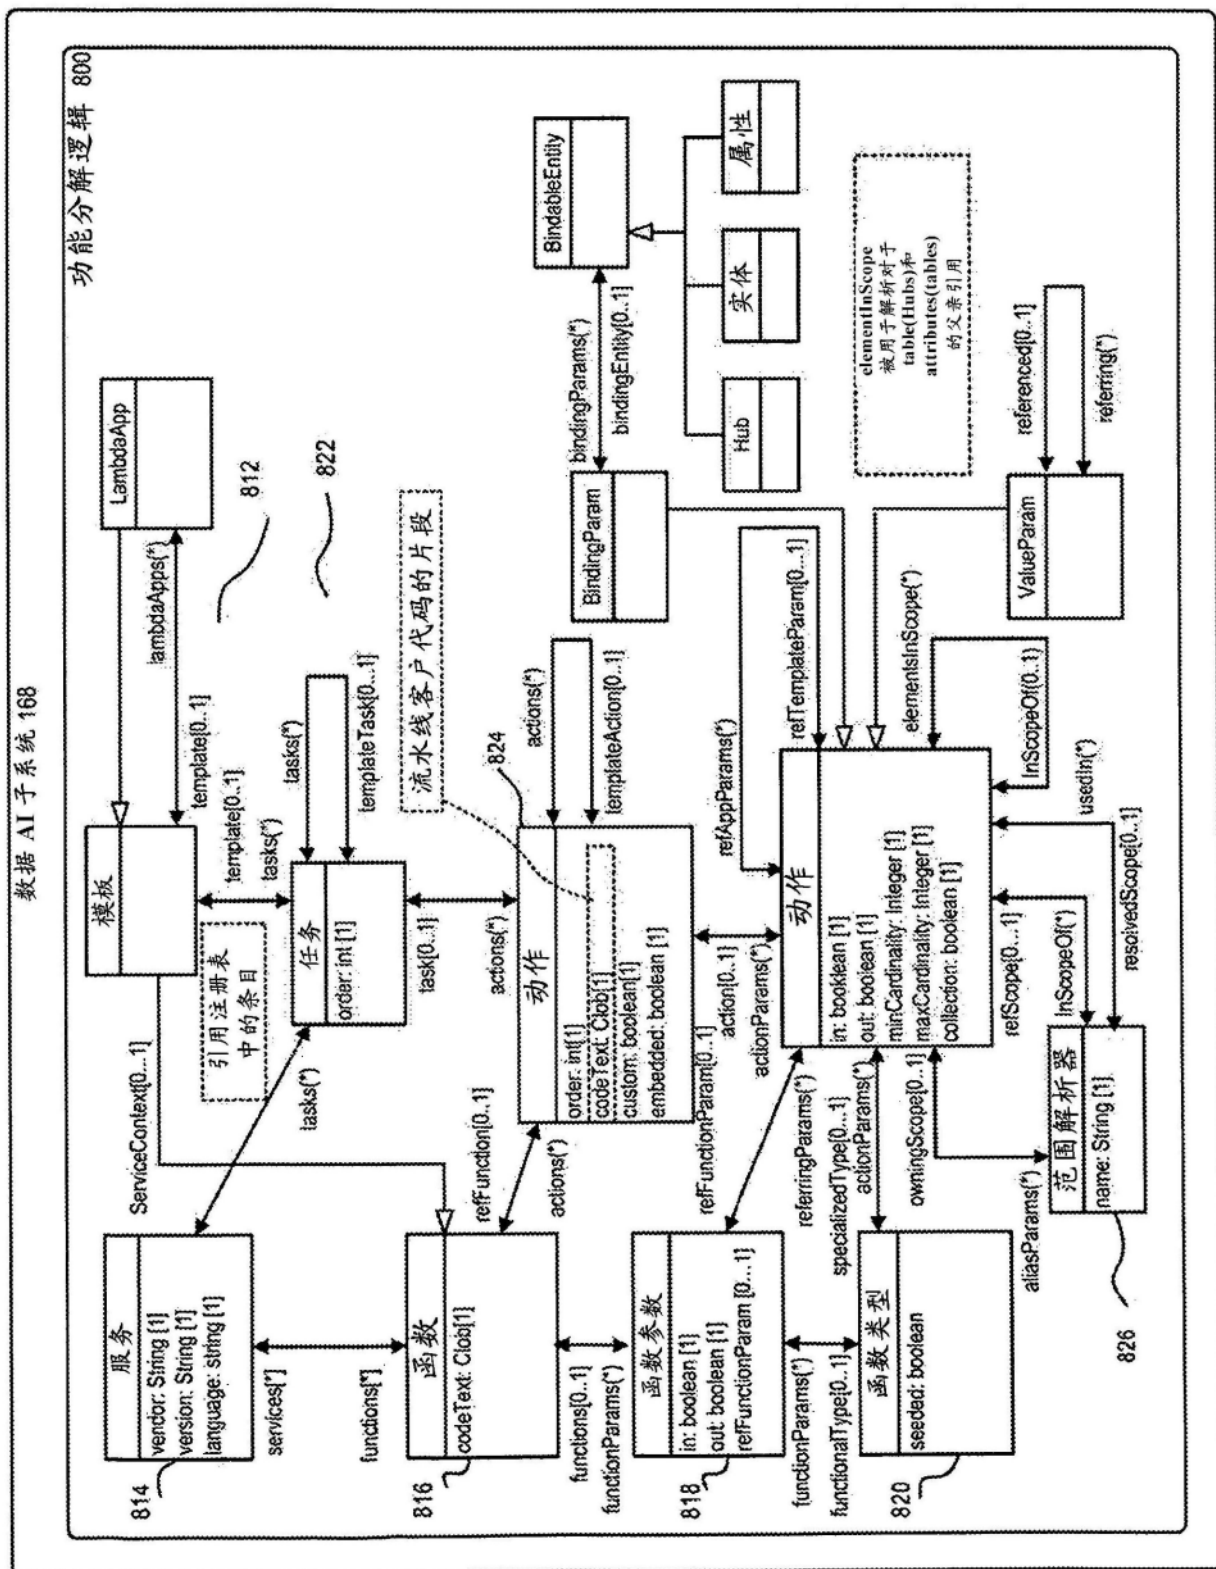 数据 AI 子系统 168
功能分解逻辑 800
服务
vendor: String [1]
version: String [1]
language: string [1]
814
services[*]
functions[*]
函数
codeText: Clob[1]
816
functions[0..1]
functionParams(*)
函数参数
in: boolean [1]
out: boolean [1]
refFunctionParam [0...1]
818
functionParams(*)
functionalType[0..1]
函数类型
seeded: boolean
820
ServiceContext[0...1]
引用注册表
中的条目
tasks(*)
refFunction[0..1]
actions(*)
refFunctionParam[0..1]
referringParams(*)
specializedType[0...1]
actionParams(*)
owningScope[0..1]
aliasParams(*)
模板
template[0..1]
tasks(*)
任务
order: int [1]
task[0..1]
actions(*)
动作
order: int[1]
codeText: Clob[1]
custom: boolean[1]
embedded: boolean [1]
824
action[0..1]
actionParams(*)
动作
in: booklean [1]
out: boolean [1]
minCardinality: Integer [1]
maxCardinality: Integer [1]
collection: boolean [1]
refScope[0...1]
InScopeOf(*)
范围解析器
name: String [1]
826
resolvedScope[0..1]
usedIn(*)
LambdaApp
lambdaApps(*)
template[0..1]
812
822
tasks(*)
templateTask[0...1]
流水线客户代码的片段
actions(*)
templateAction[0..1]
refAppParams(*)
refTemplateParam[0...1]
elementsInScope(*)
InScopeOf(0..1)
BindingParam
bindingParams(*)
bindingEntity[0..1]
BindableEntity
Hub
实体
属性
ValueParam
referenced[0..1]
referring(*)
elementInScope
被用于解析对于
table(Hubs)和
attributes(tables)
的父亲引用